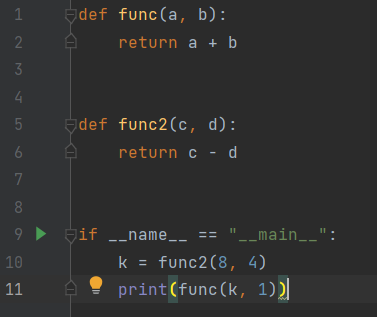 1 def func(a, b):
2     return a + b
3
4
5 def func2(c, d):
6     return c - d
7
8
9 if __name__ == "__main__":
10     k = func2(8, 4)
11     print(func(k, 1))